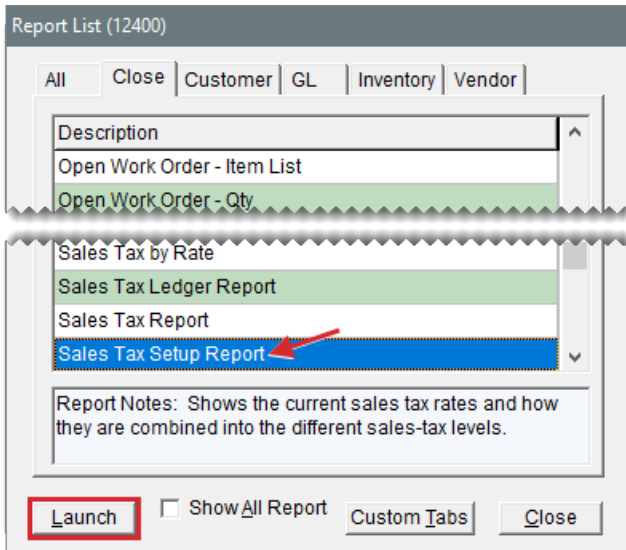 Report List (12400)
All Close Customer GL Inventory Vendor
Description
Open Work Order - Item List
Open Work Order - Qty
Sales Tax by Rate
Sales Tax Ledger Report
Sales Tax Report
Sales Tax Setup Report
Report Notes: Shows the current sales tax rates and how
they are combined into the different sales-tax levels.
Launch Show All Report Custom Tabs Close